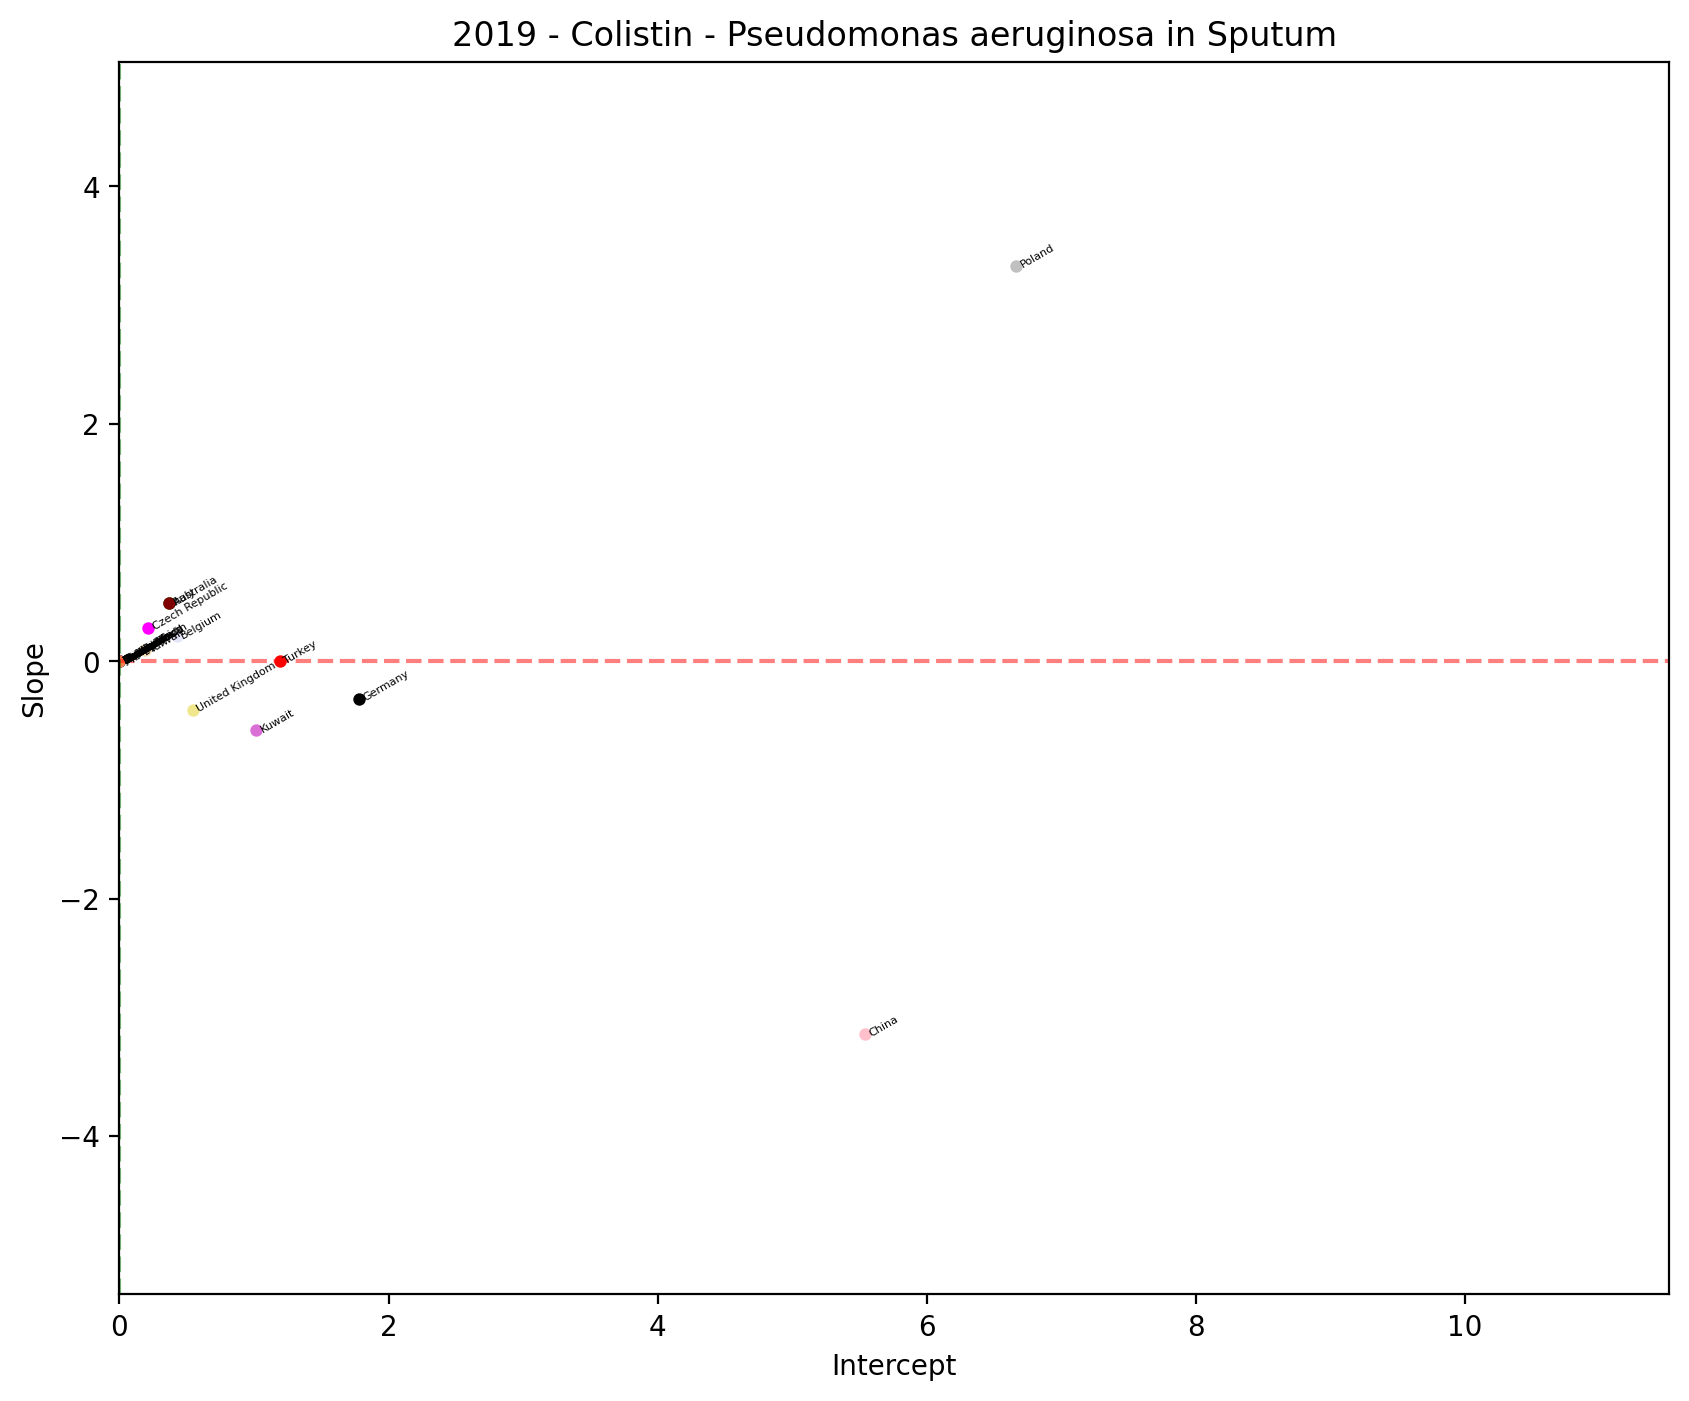 2019 - Colistin - Pseudomonas aeruginosa in Sputum
Slope
4
2
0
−2
−4
Poland
Australia
Czech Republic
Belgium
Turkey
United Kingdom
Germany
Kuwait
China
0
2
4
6
8
10
Intercept